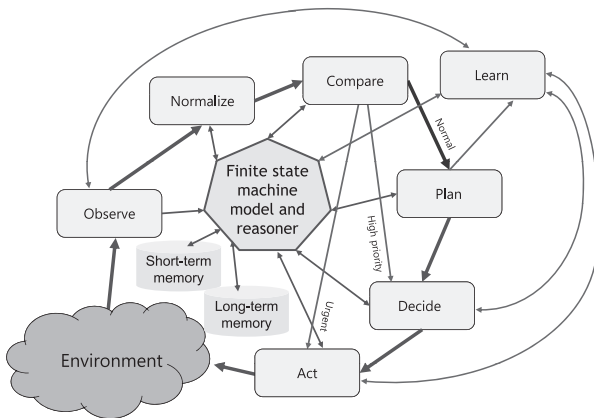 Compare
Learn
Normalize
Normal
Finite state
machine
model and
reasoner
Plan
Observe
High priority
Short-term
memory
Long-term
memory
Decide
Urgent
Environment
Act